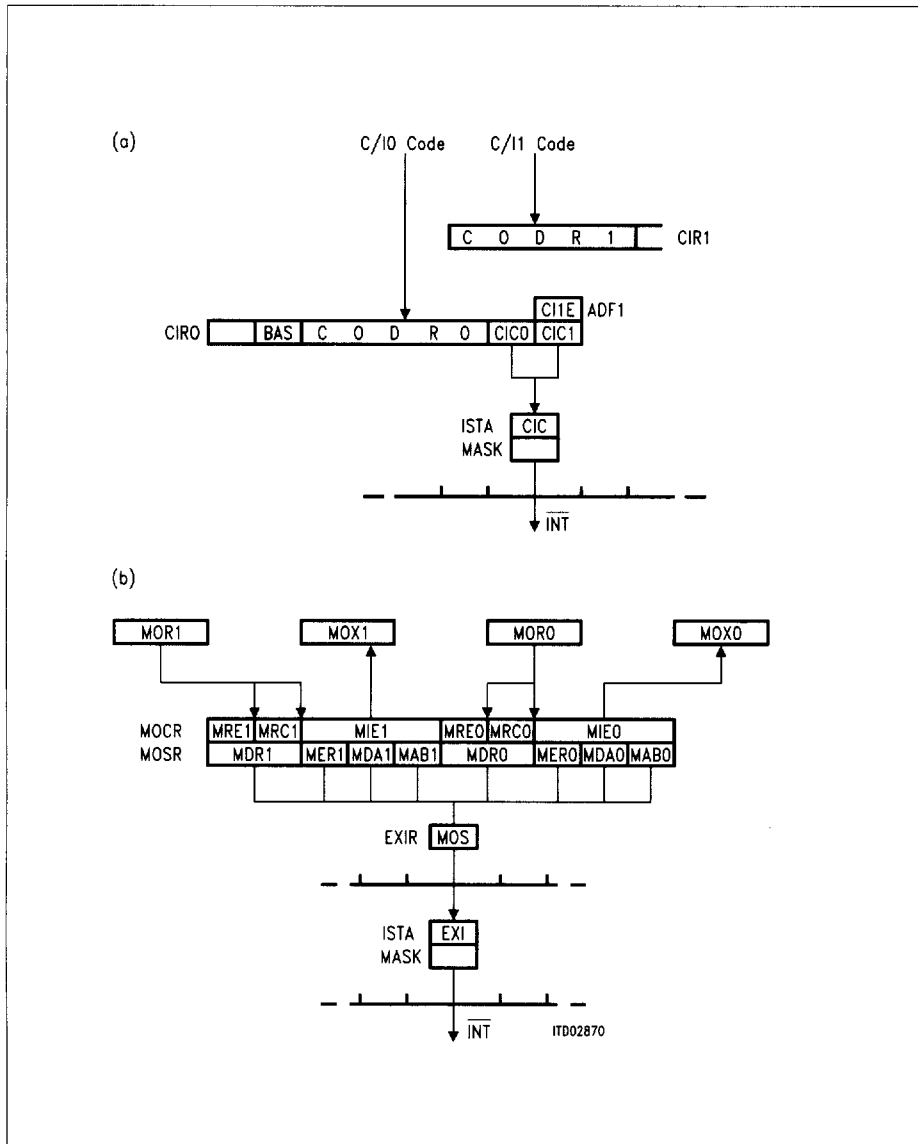 (a)
C/I0 Code C/I1 Code
C O D R 1 CIR1
CI1E ADF1
CIR0 BAS C O D R 0 CIC0 CIC1
ISTA CIC
MASK
INT
(b)
MOR1 MOX1 MOR0 MOX0
MOCR MRE1 MRC1 MIE1 MRE0 MRC0 MIE0
MOSR MDR1 MER1 MDA1 MAB1 MDR0 MER0 MDA0 MAB0
EXIR MOS
ISTA EXI
MASK
INT
ITD02870